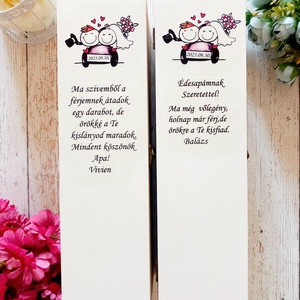 2023.09.30
Ma szívemből a
férjemnek átadok
egy darabot, de
örökké a Te
kislányod maradok.
Mindent köszönök
Apa!
Vivien
2023.09.30
Édesapámnak
Szeretettel!
Ma még vőlegény,
holnap már férj,de
örökre a Te kisfiad.
Balázs